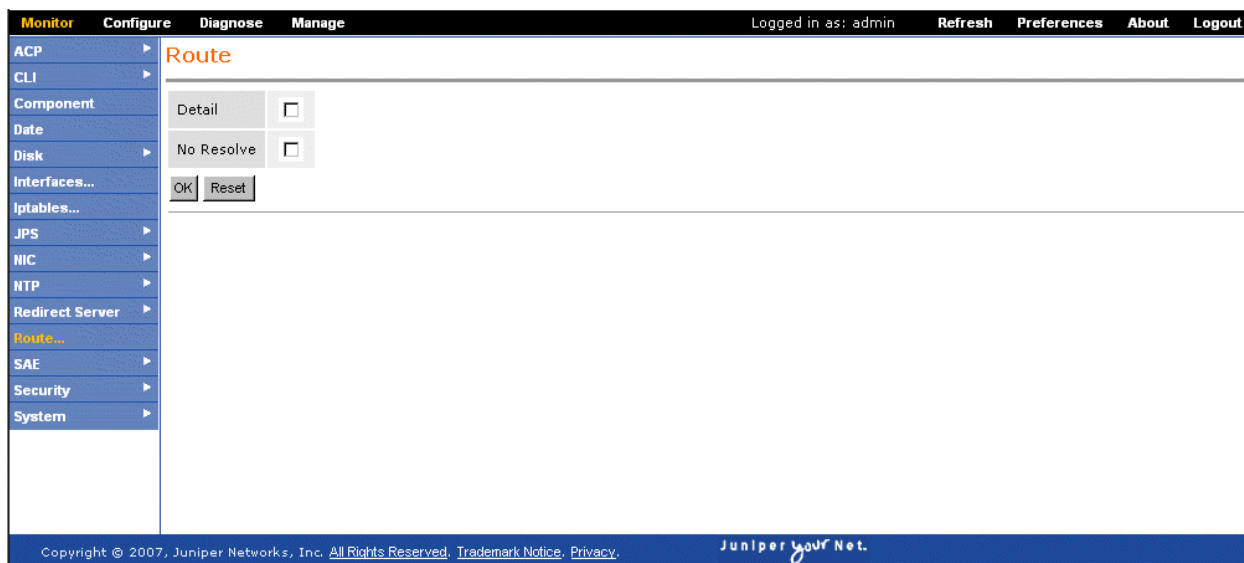 Monitor Configure Diagnose Manage Logged in as: admin Refresh Preferences About Logout
ACP
CLI
Component
Date
Disk
Interfaces...
Iptables...
JPS
NIC
NTP
Redirect Server
Route...
SAE
Security
System
Route
Detail
No Resolve
OK Reset
Copyright © 2007, Juniper Networks, Inc. All Rights Reserved. Trademark Notice. Privacy.
Juniper your Net.